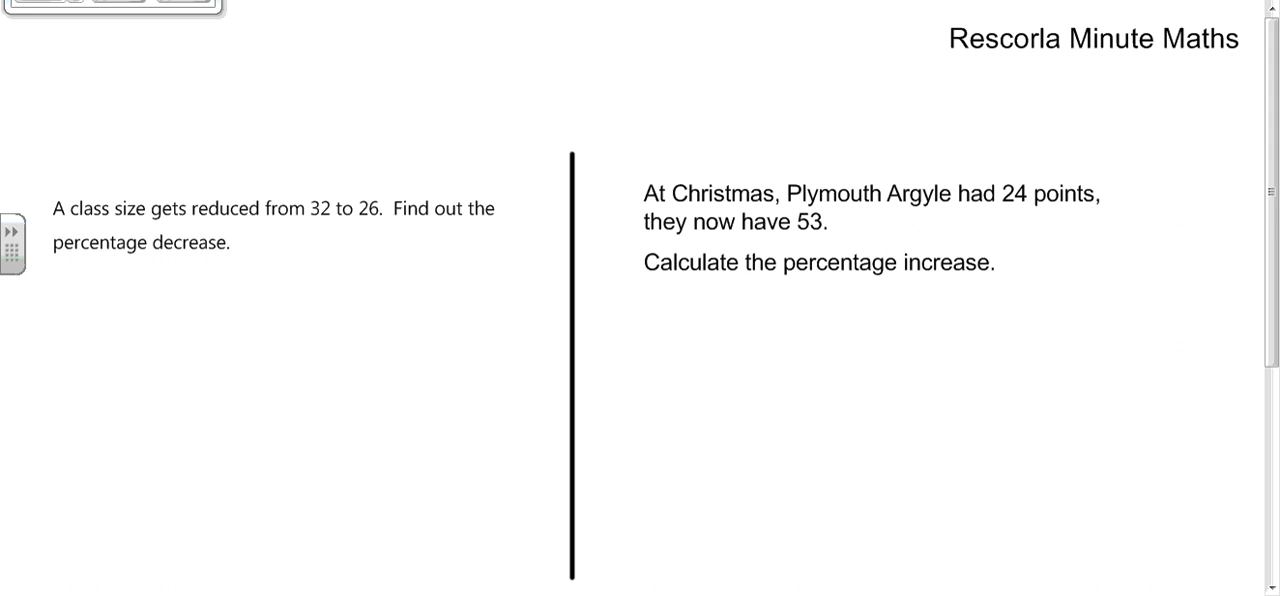 Rescorla Minute Maths
A class size gets reduced from 32 to 26.  Find out the
percentage decrease.
At Christmas, Plymouth Argyle had 24 points,
they now have 53.
Calculate the percentage increase.